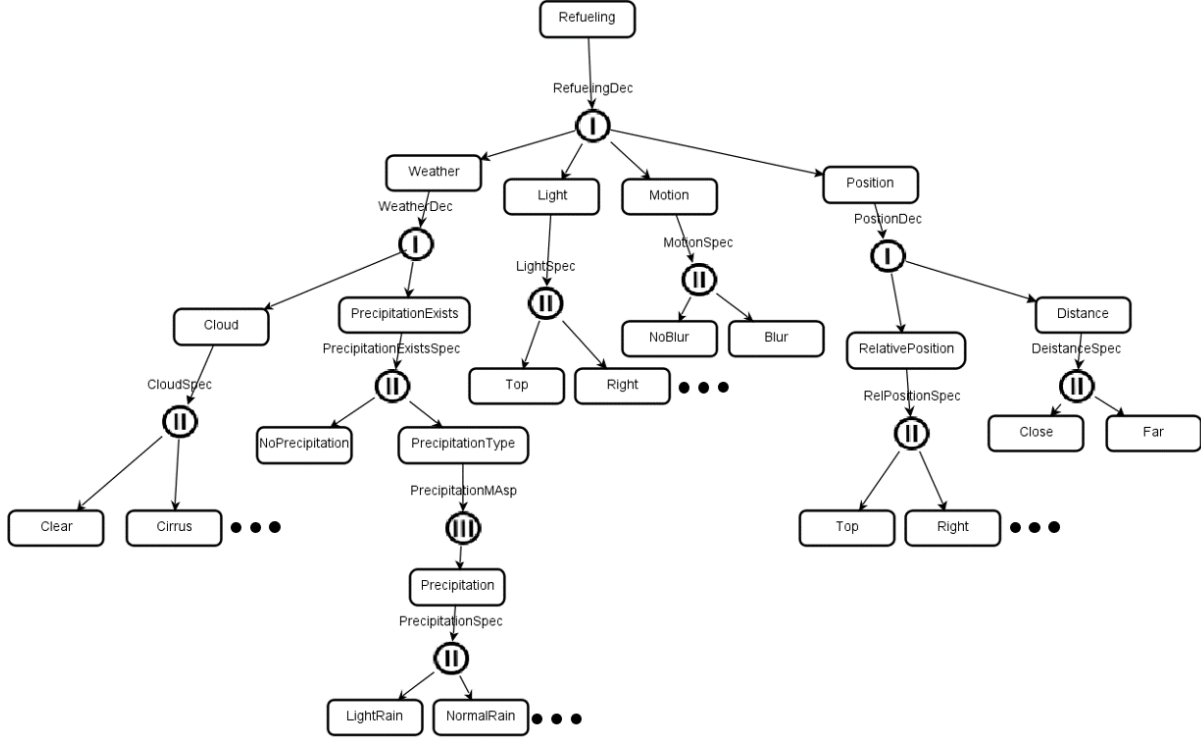 Refueling
RefuelingDec
I
Weather
Light
Motion
Position
WeatherDec
PostionDec
I
MotionSpec
I
LightSpec
II
II
Cloud
PrecipitationExists
Distance
NoBlur
Blur
RelativePosition
PrecipitationExistsSpec
DeistanceSpec
CloudSpec
II
Top
Right
II
Close
Far
RelPositionSpec
II
NoPrecipitation
PrecipitationType
II
PrecipitationMAsp
Clear
Cirrus
III
Top
Right
Precipitation
PrecipitationSpec
II
LightRain
NormalRain